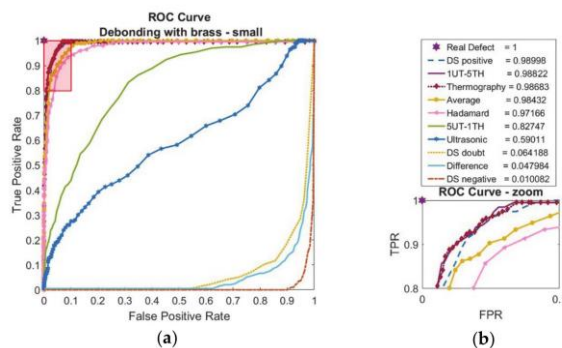 ROC Curve
Debonding with brass - small
True Positive Rate
1
0.9
0.8
0.7
0.6
0.5
0.4
0.3
0.2
0.1
0
0 0.1 0.2 0.3 0.4 0.5 0.6 0.7 0.8 0.9 1
False Positive Rate
(a)
Real Defect = 1
DS positive = 0.98998
1UT-5TH = 0.98822
Thermography = 0.98683
Average = 0.98432
Hadamard = 0.97166
5UT-1TH = 0.82747
Ultrasonic = 0.59011
DS doubt = 0.064188
Difference = 0.047984
DS negative = 0.010082
ROC Curve - zoom
TPR
1
0.9
0.8
0 0.
FPR
(b)